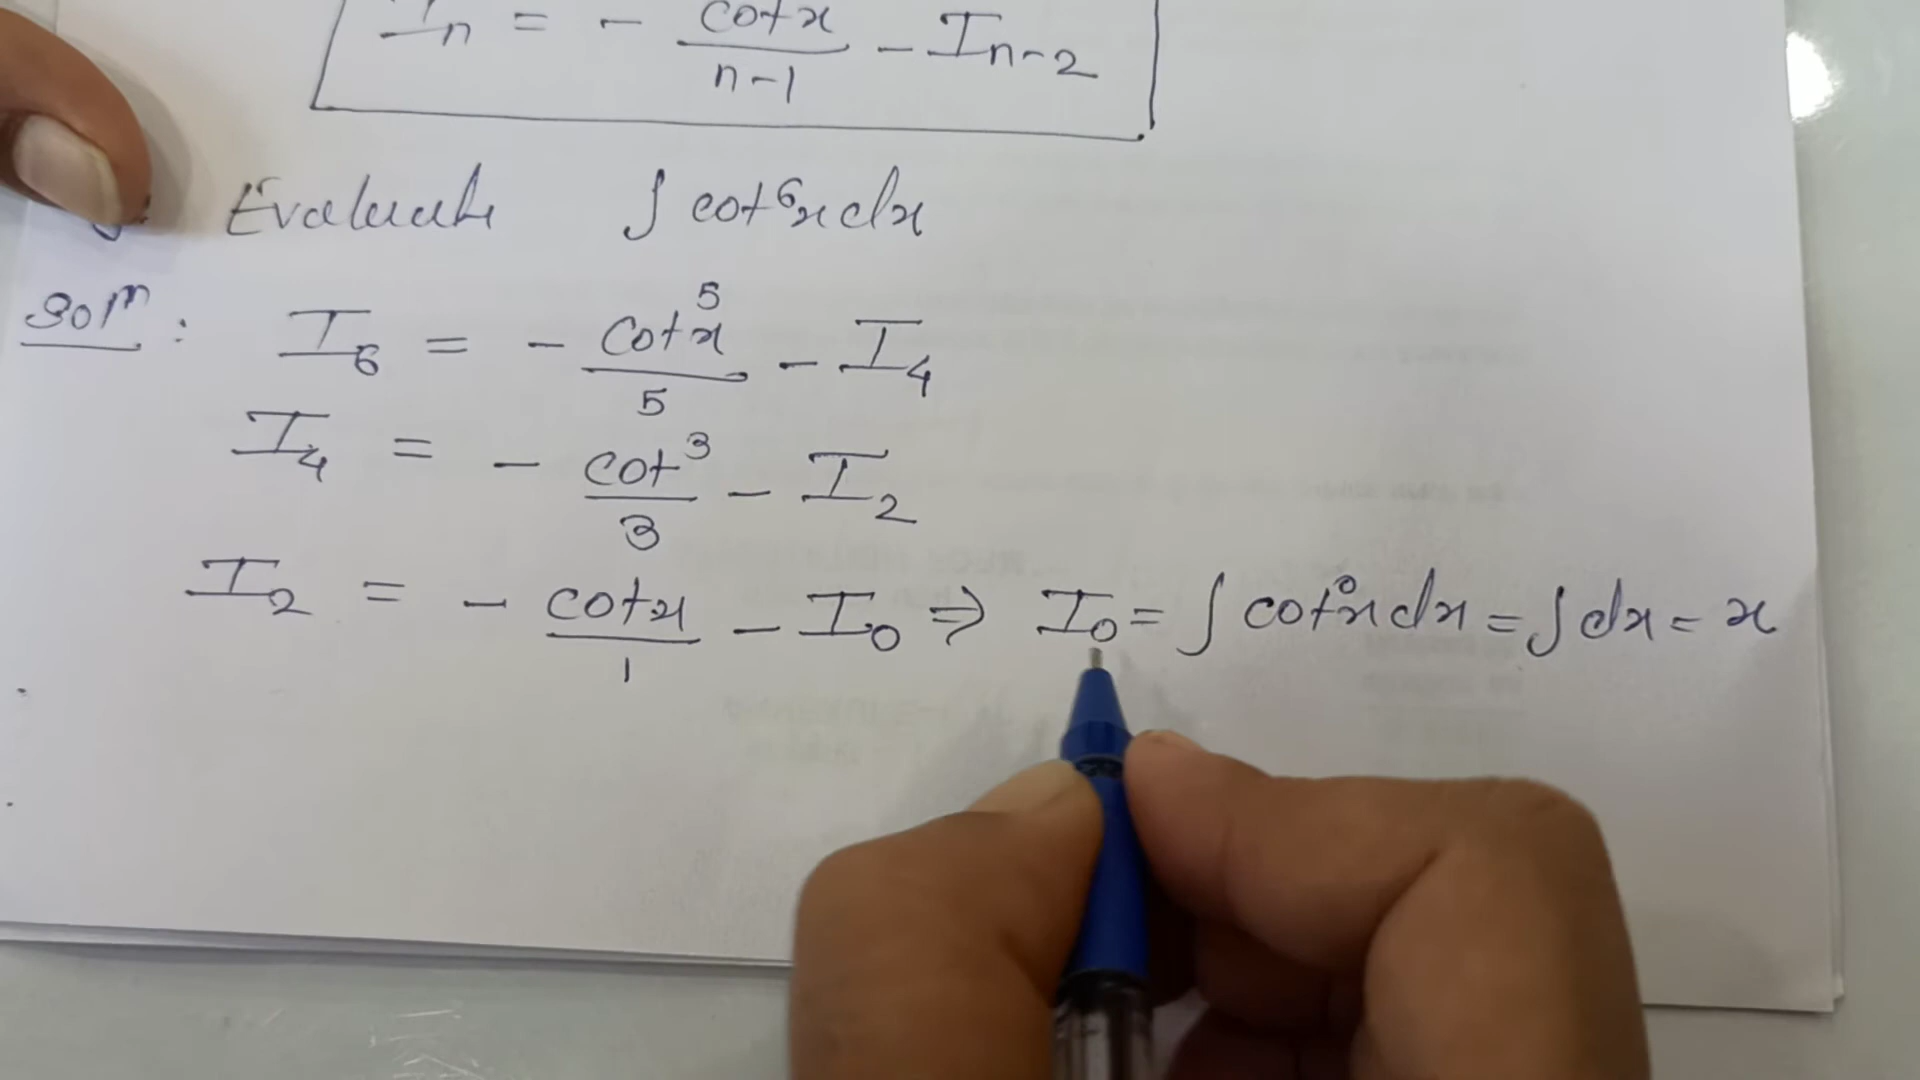 In = - cotx/n-1 - In-2
Evaluate ∫ cot⁶x dx
Solⁿ : I₆ = - cot⁵x/5 - I₄
I₄ = - cot³/3 - I₂
I₂ = - cotx/1 - I₀ ⇒ I₀ = ∫ cot⁰x dx = ∫ dx = x